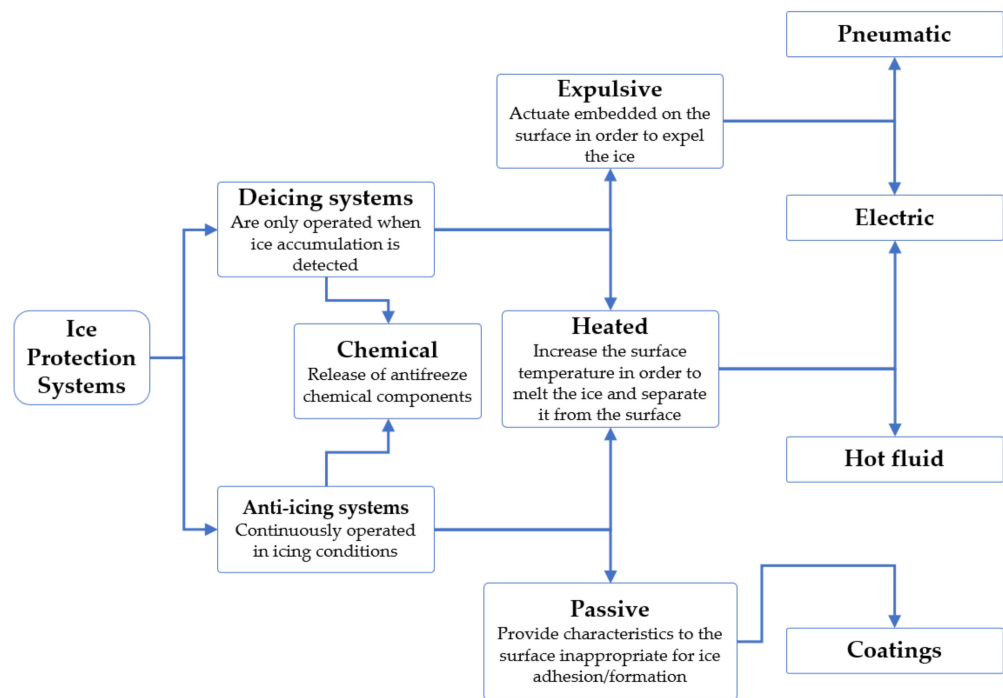 Ice
Protection
Systems
Deicing systems
Are only operated when
ice accumulation is
detected
Chemical
Release of antifreeze
chemical components
Anti-icing systems
Continuously operated
in icing conditions
Expulsive
Actuate embedded on the
surface in order to expel
the ice
Heated
Increase the surface
temperature in order to
melt the ice and separate
it from the surface
Passive
Provide characteristics to the
surface inappropriate for ice
adhesion/formation
Pneumatic
Electric
Hot fluid
Coatings